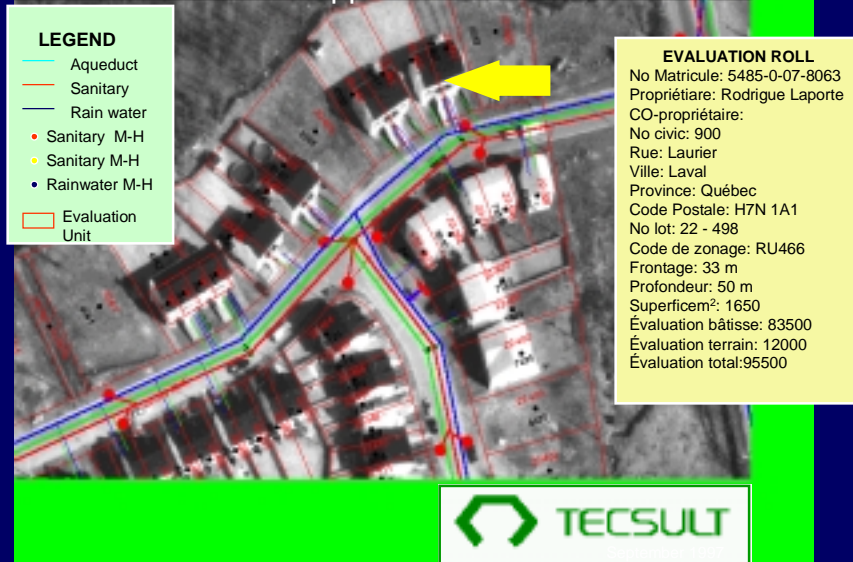 LEGEND
Aqueduct
Sanitary
Rain water
Sanitary M-H
Sanitary M-H
Rainwater M-H
Evaluation
Unit
EVALUATION ROLL
No Matricule: 5485-0-07-8063
Propriétiare: Rodrigue Laporte
CO-propriétaire:
No civic: 900
Rue: Laurier
Ville: Laval
Province: Québec
Code Postale: H7N 1A1
No lot: 22 - 498
Code de zonage: RU466
Frontage: 33 m
Profondeur: 50 m
Superficem²: 1650
Évaluation bâtisse: 83500
Évaluation terrain: 12000
Évaluation total:95500
TECSULT